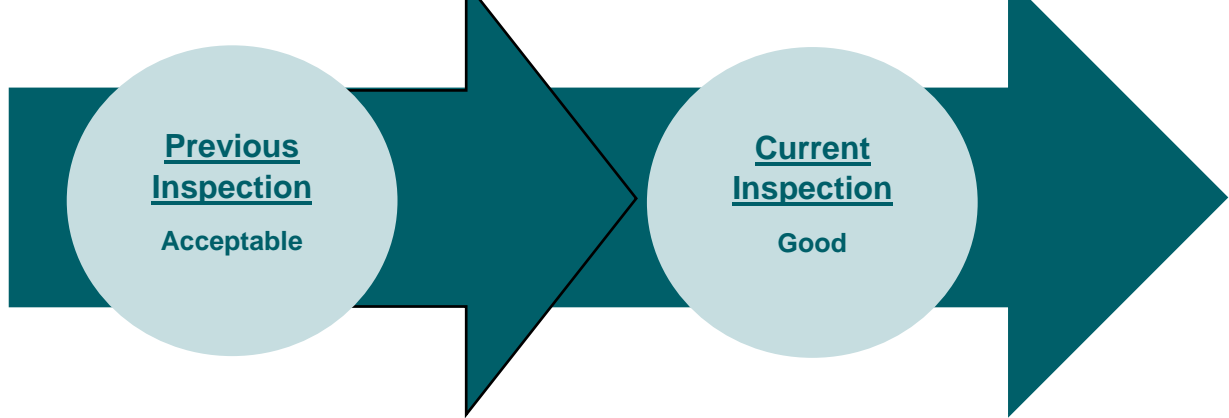 Previous
Inspection
Acceptable
Current
Inspection
Good